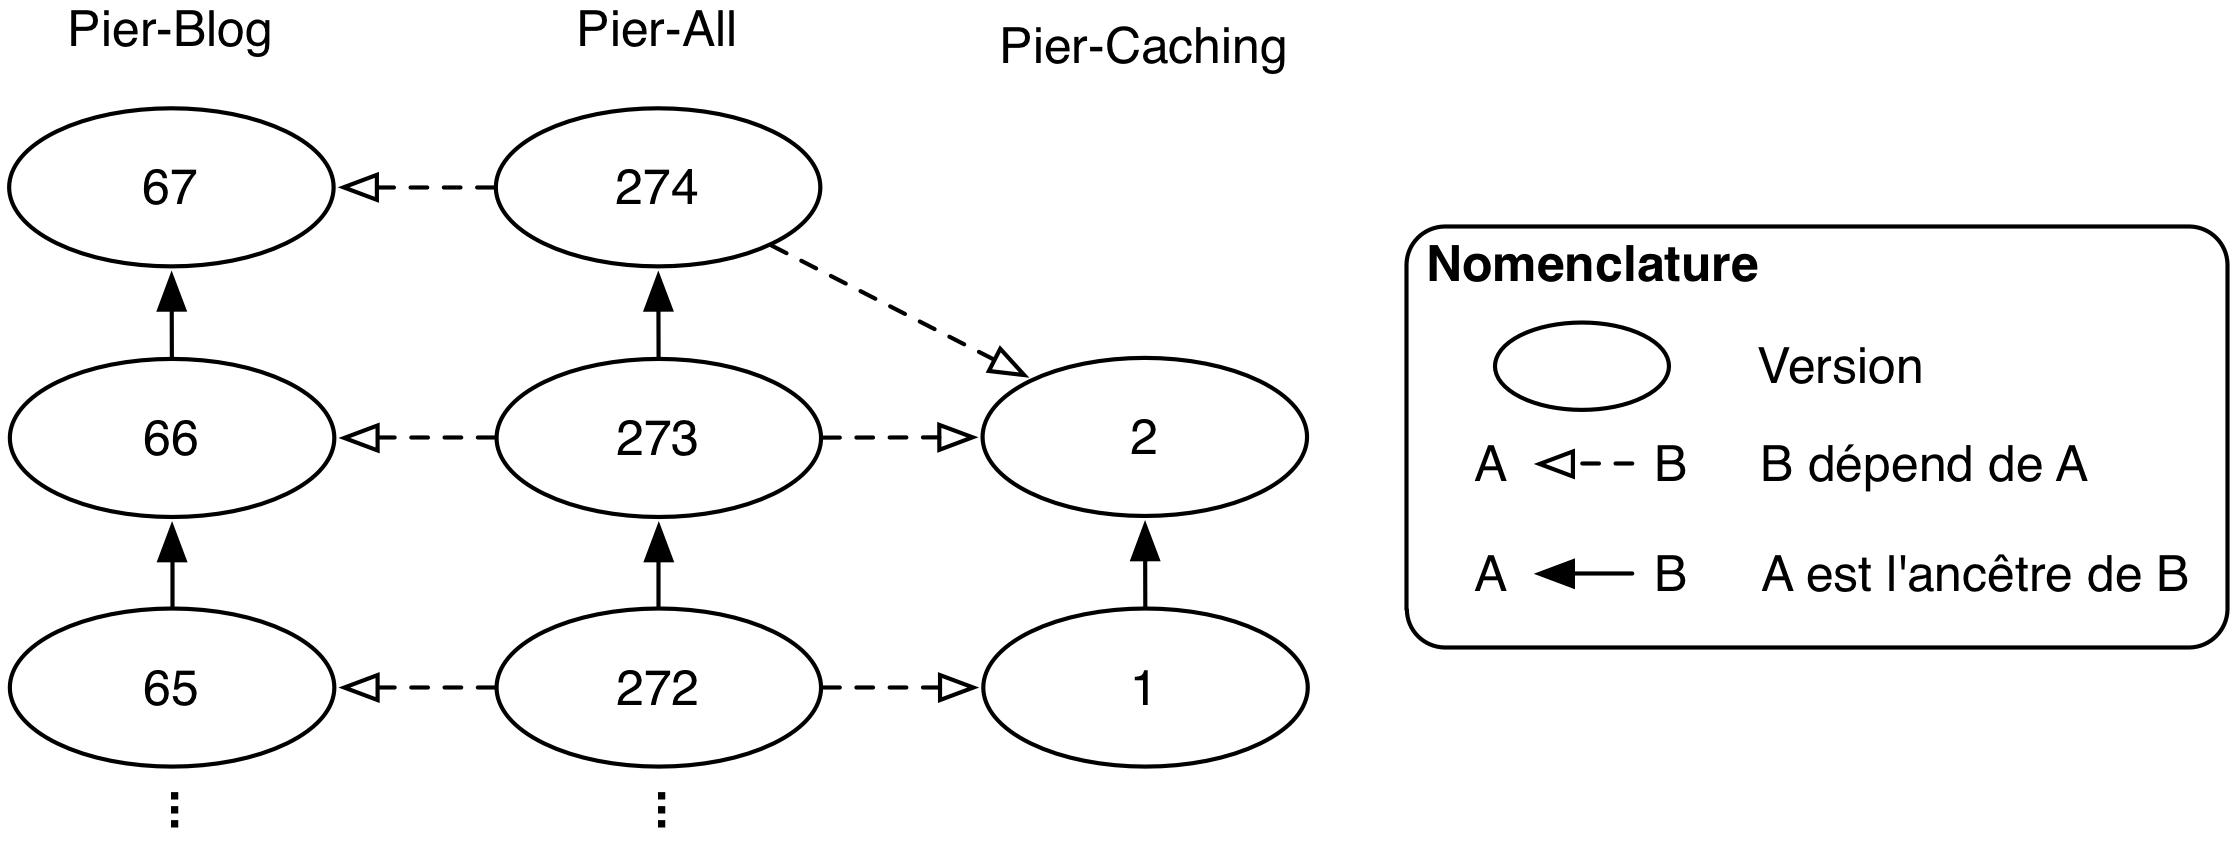 Pier-Blog
Pier-All
Pier-Caching
67
274
66
273
2
65
272
1
...
...
Nomenclature
Version
A B B dépend de A
A B A est l'ancêtre de B